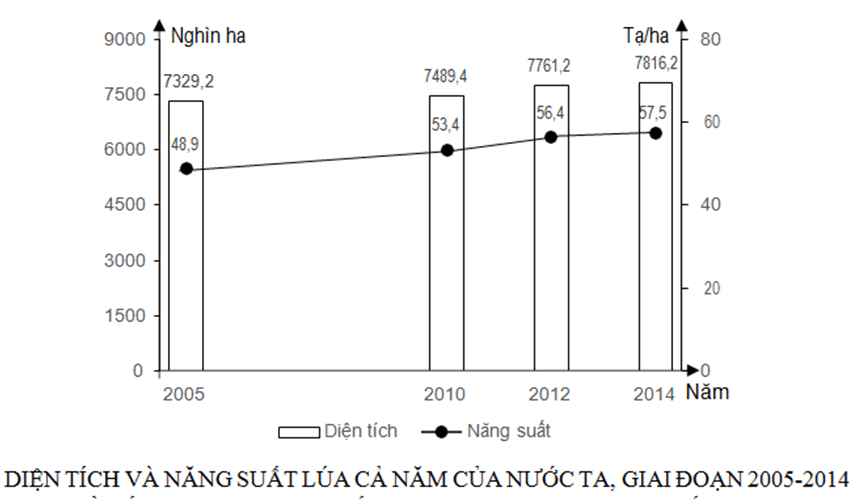 9000 Nghìn ha Tạ/ha 80
7329,2 7489,4 7761,2 7816,2
7500
48,9 53,4 56,4 57,5
60
6000
4500 40
3000
20
1500
0 0
2005 2010 2012 2014 Năm
Diện tích Năng suất
DIỆN TÍCH VÀ NĂNG SUẤT LÚA CẢ NĂM CỦA NƯỚC TA, GIAI ĐOẠN 2005-2014